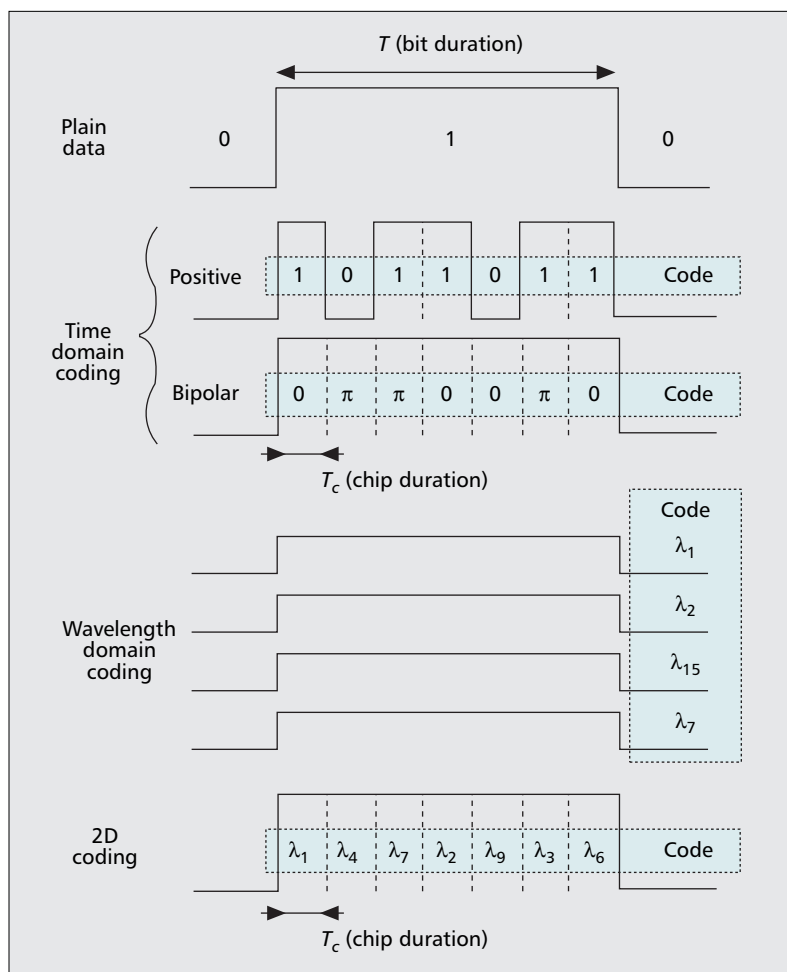 T (bit duration)
Plain
data
0 1 0
Time
domain
coding
Positive
1 0 1 1 0 1 1 Code
Bipolar
0 π π 0 0 π 0 Code
Tc (chip duration)
Code
λ1
λ2
λ15
λ7
Wavelength
domain
coding
2D
coding
λ1 λ4 λ7 λ2 λ9 λ3 λ6 Code
Tc (chip duration)